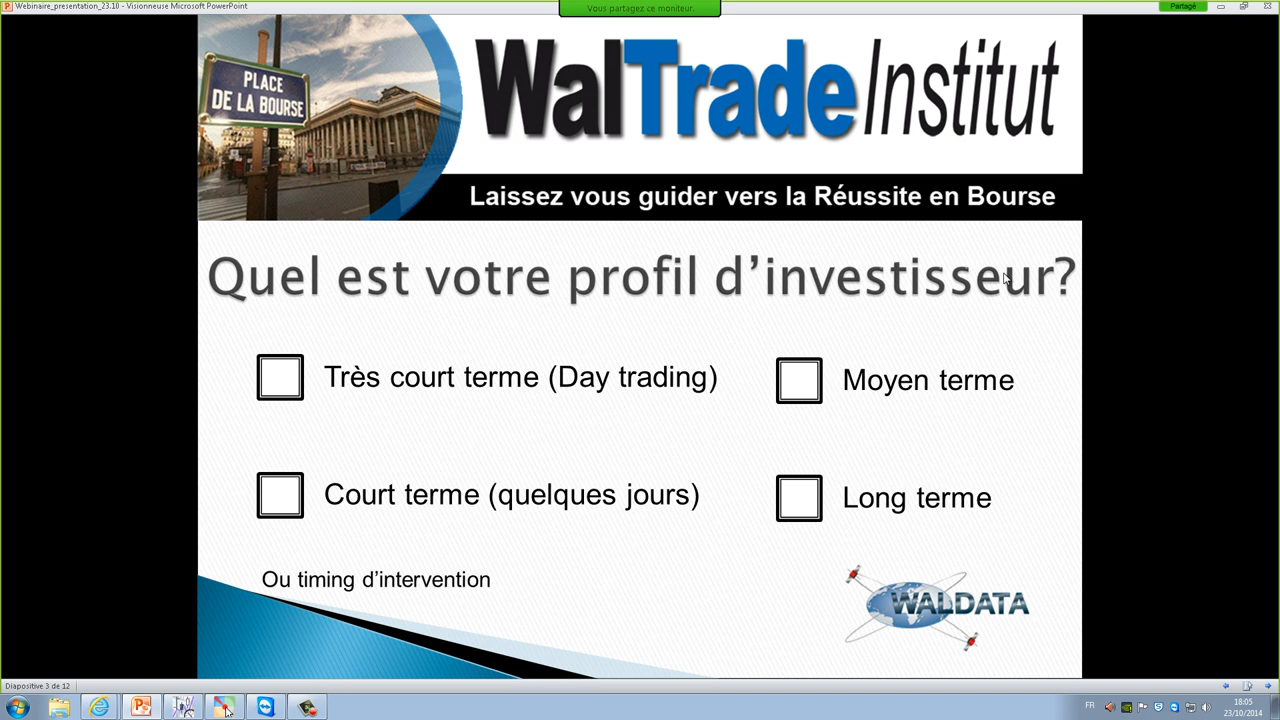 Webinaire_presentation_23.10 - Visionneuse Microsoft PowerPoint
Vous partagez ce moniteur.
Partagé
PLACE
DE LA BOURSE
WalTradeInstitut
Laissez vous guider vers la Réussite en Bourse
Quel est votre profil d’investisseur?
Très court terme (Day trading)
Moyen terme
Court terme (quelques jours)
Long terme
Ou timing d’intervention
WALDATA
Diapositive 3 de 12
FR
18:05
23/10/2014